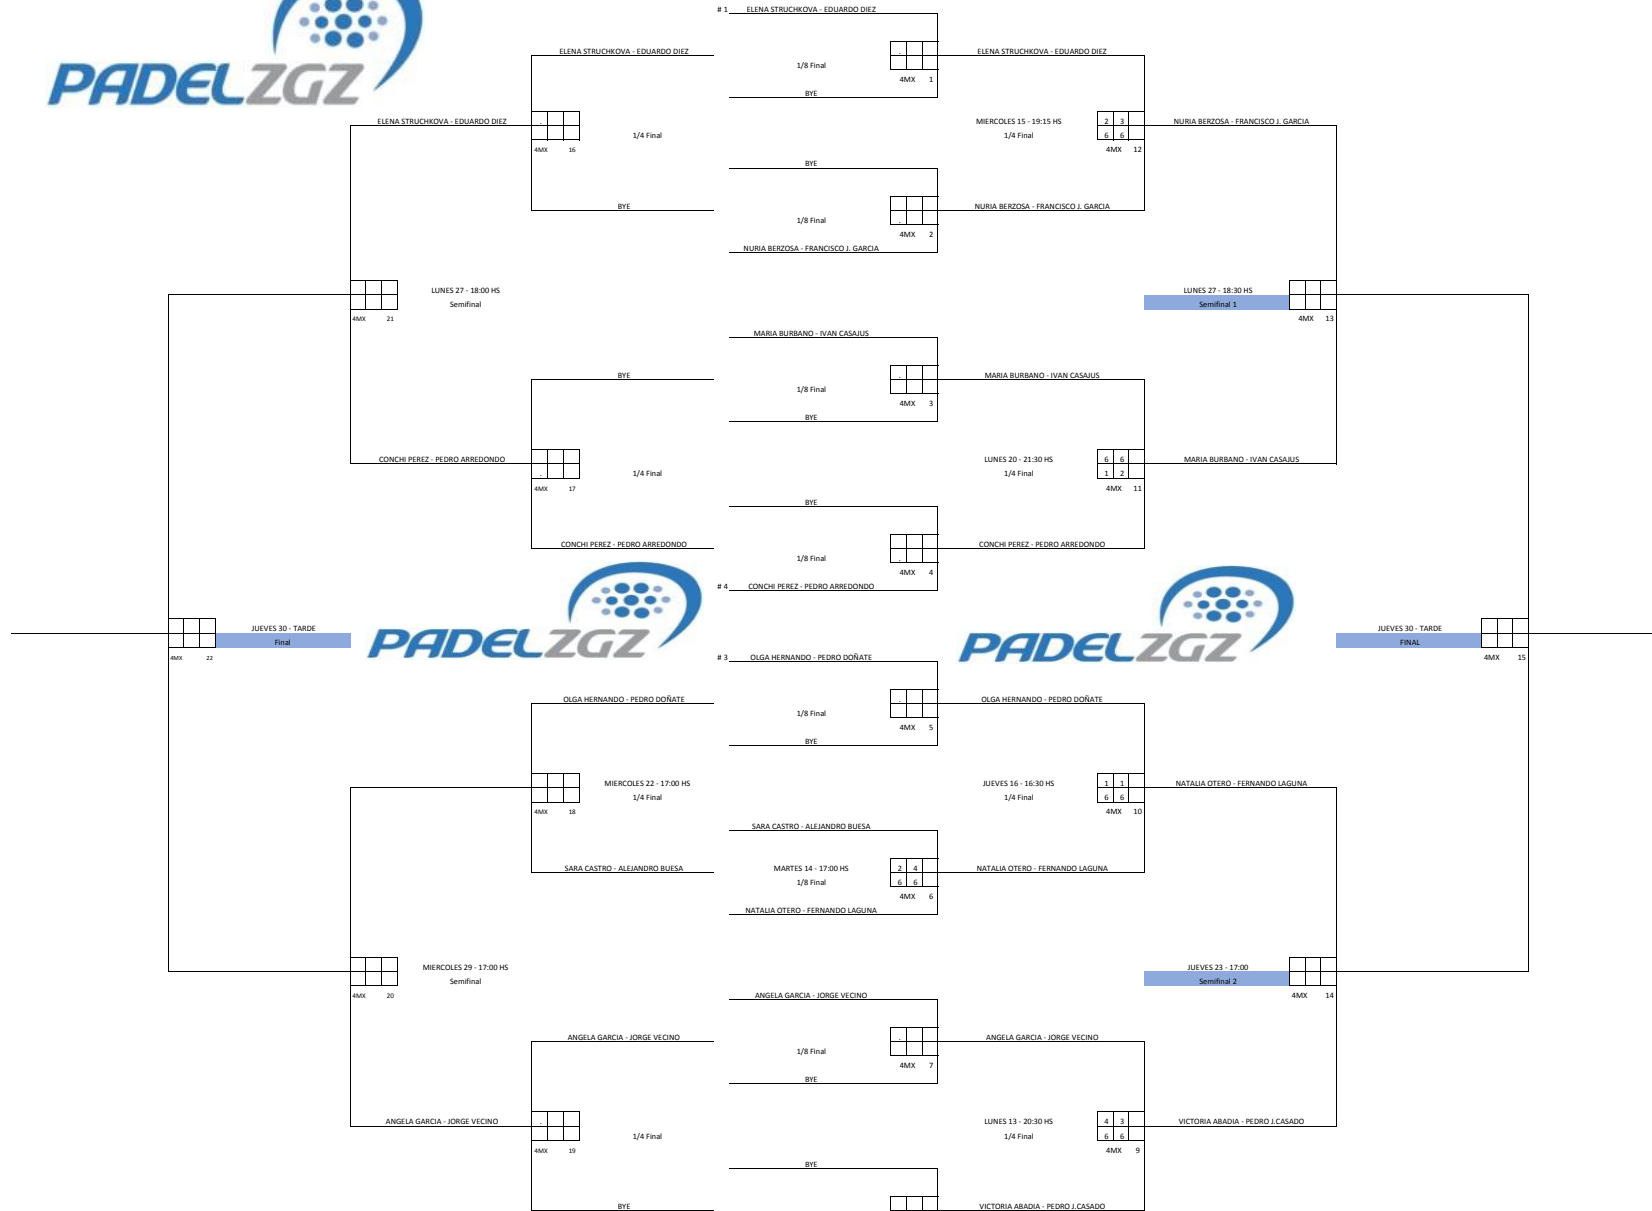 # 1 ELENA STRUCHKOVA - EDUARDO DIEZ
PADELZGZ
ELENA STRUCHKOVA - EDUARDO DIEZ
ELENA STRUCHKOVA - EDUARDO DIEZ
1/8 Final
4MX 1
BYE
ELENA STRUCHKOVA - EDUARDO DIEZ
1/4 Final
4MX 16
MIERCOLES 15 - 19:15 HS
2 3
1/4 Final
6 6
4MX 12
NURIA BERZOSA - FRANCISCO J. GARCIA
BYE
BYE
1/8 Final
4MX 2
NURIA BERZOSA - FRANCISCO J. GARCIA
NURIA BERZOSA - FRANCISCO J. GARCIA
LUNES 27 - 18:00 HS
Semifinal
4MX 21
LUNES 27 - 18:30 HS
Semifinal 1
4MX 13
MARIA BURBANO - IVAN CASAJUS
BYE
1/8 Final
4MX 3
MARIA BURBANO - IVAN CASAJUS
BYE
CONCHI PEREZ - PEDRO ARREDONDO
1/4 Final
4MX 17
LUNES 20 - 21:30 HS
6 6
1/4 Final
1 2
4MX 11
MARIA BURBANO - IVAN CASAJUS
BYE
CONCHI PEREZ - PEDRO ARREDONDO
1/8 Final
4MX 4
CONCHI PEREZ - PEDRO ARREDONDO
# 4 CONCHI PEREZ - PEDRO ARREDONDO
JUEVES 30 - TARDE
Final
4MX 22
PADELZGZ
PADELZGZ
JUEVES 30 - TARDE
FINAL
4MX 15
# 3 OLGA HERNANDO - PEDRO DOÑATE
OLGA HERNANDO - PEDRO DOÑATE
1/8 Final
4MX 5
OLGA HERNANDO - PEDRO DOÑATE
BYE
MIERCOLES 22 - 17:00 HS
1/4 Final
4MX 18
JUEVES 16 - 16:30 HS
1 1
1/4 Final
6 6
4MX 10
NATALIA OTERO - FERNANDO LAGUNA
SARA CASTRO - ALEJANDRO BUESA
SARA CASTRO - ALEJANDRO BUESA
MARTES 14 - 17:00 HS
2 4
1/8 Final
6 6
4MX 6
NATALIA OTERO - FERNANDO LAGUNA
NATALIA OTERO - FERNANDO LAGUNA
MIERCOLES 29 - 17:00 HS
Semifinal
4MX 20
JUEVES 23 - 17:00
Semifinal 2
4MX 14
ANGELA GARCIA - JORGE VECINO
ANGELA GARCIA - JORGE VECINO
1/8 Final
4MX 7
ANGELA GARCIA - JORGE VECINO
BYE
ANGELA GARCIA - JORGE VECINO
1/4 Final
4MX 19
LUNES 13 - 20:30 HS
4 3
1/4 Final
6 6
4MX 9
VICTORIA ABADIA - PEDRO J.CASADO
BYE
BYE
VICTORIA ABADIA - PEDRO J.CASADO